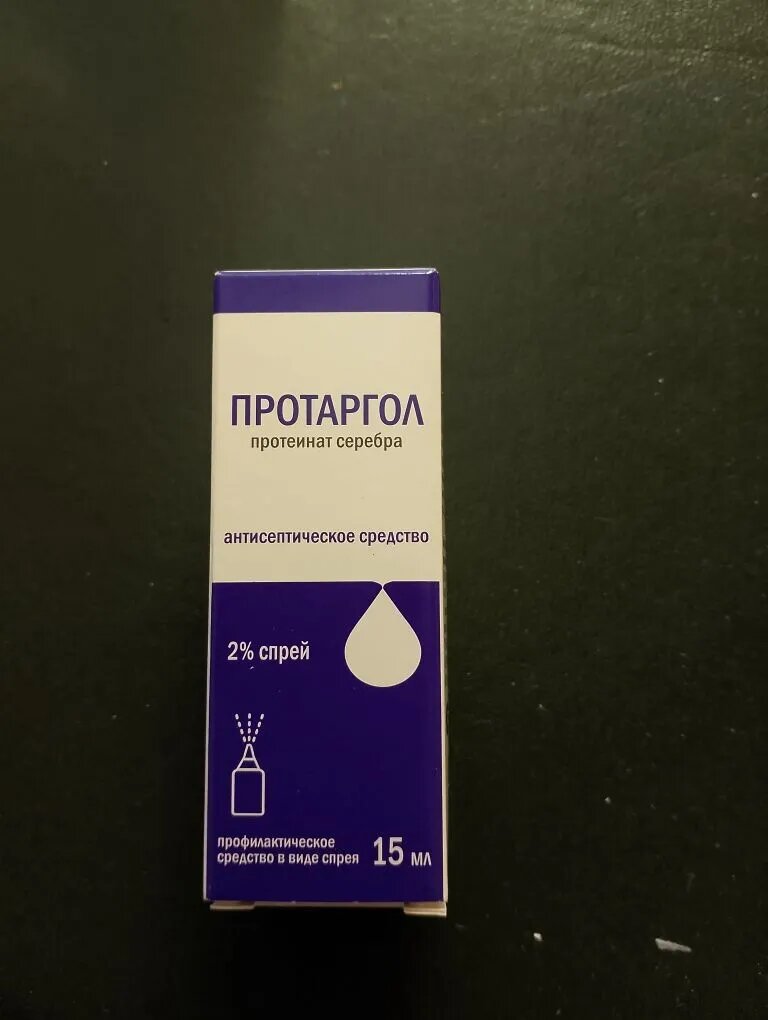 ПРОТАРГОЛ
протеинат серебра
антисептическое средство
2% спрей
профилактическое
средство в виде спрея
15 мл